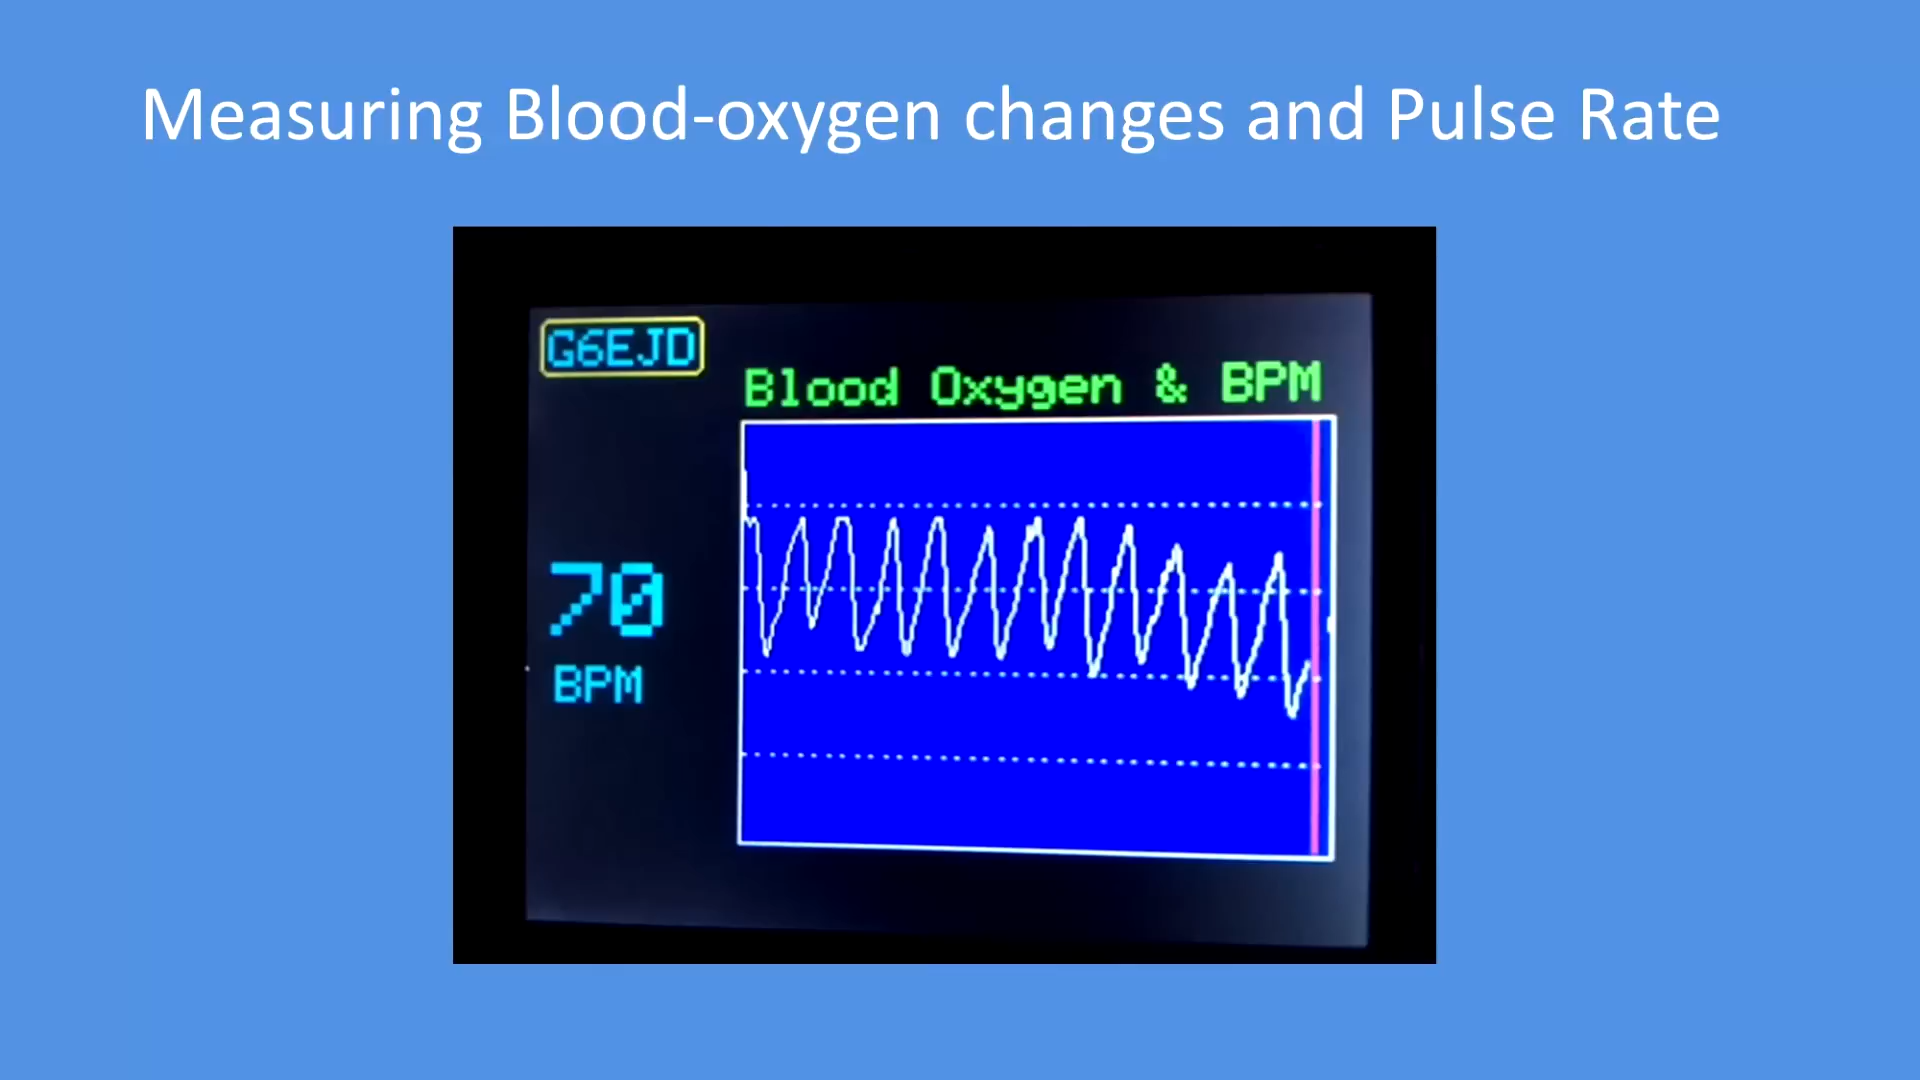 Measuring Blood-oxygen changes and Pulse Rate
G6EJD
Blood Oxygen & BPM
70
BPM